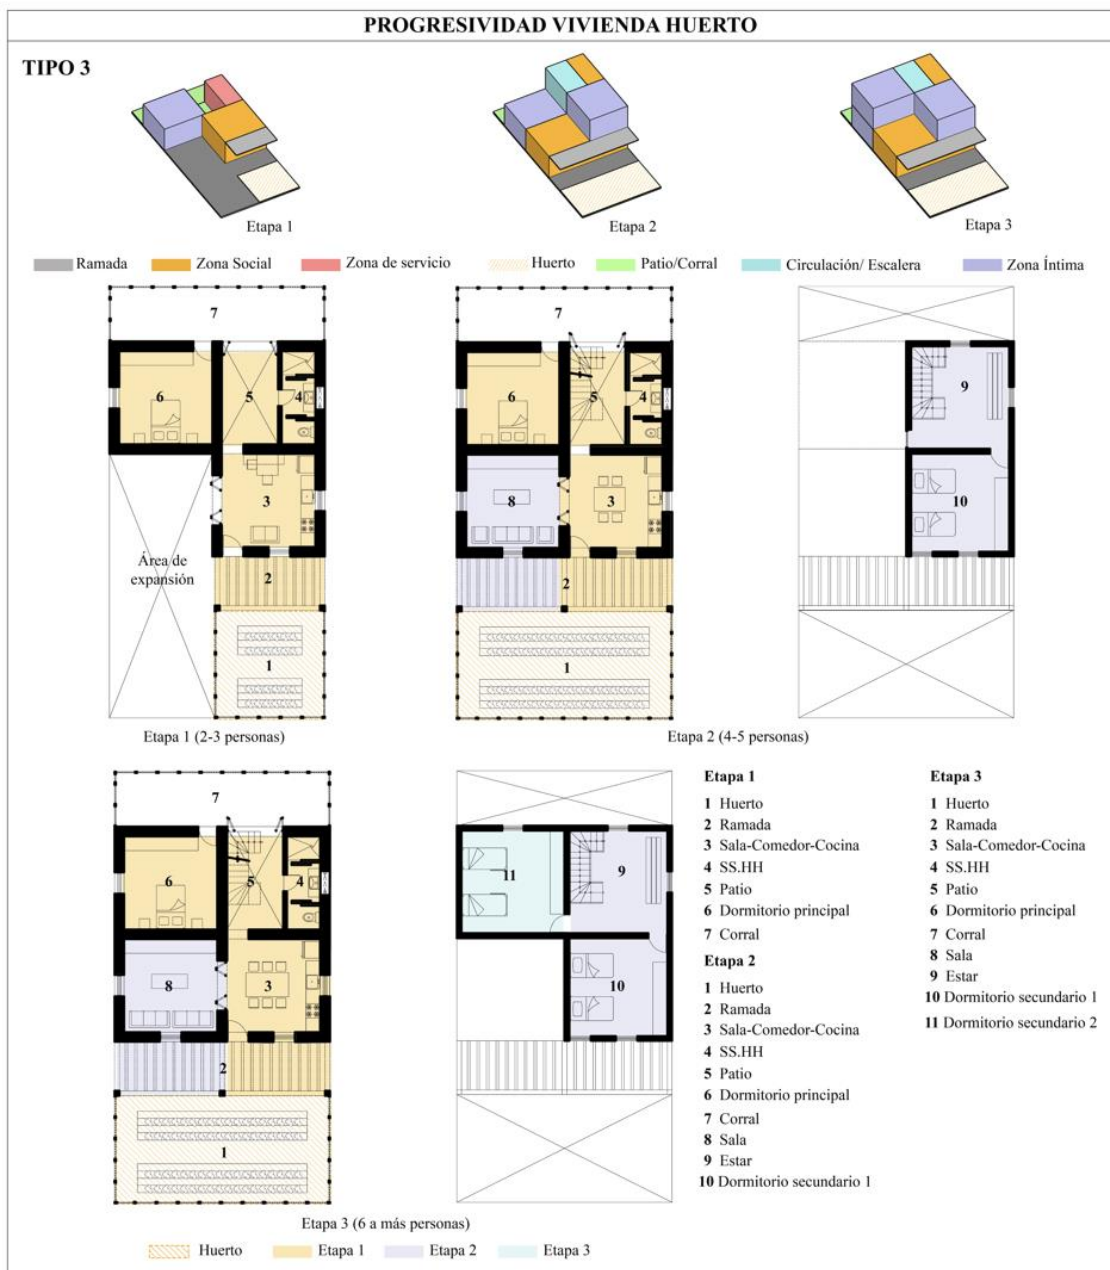 PROGRESIVIDAD VIVIENDA HUERTO
TIPO 3
Etapa 1
Etapa 2
Etapa 3
Ramada
Zona Social
Zona de servicio
Huerto
Patio/Corral
Circulación/ Escalera
Zona Íntima
7
6
5
4
3
Área de
expansión
2
1
Etapa 1 (2-3 personas)
7
6
5
4
8
3
2
1
9
10
Etapa 2 (4-5 personas)
7
6
5
4
8
3
2
1
11
9
10
Etapa 3 (6 a más personas)
Etapa 1
1 Huerto
2 Ramada
3 Sala-Comedor-Cocina
4 SS.HH
5 Patio
6 Dormitorio principal
7 Corral
Etapa 2
1 Huerto
2 Ramada
3 Sala-Comedor-Cocina
4 SS.HH
5 Patio
6 Dormitorio principal
7 Corral
8 Sala
9 Estar
10 Dormitorio secundario 1
Etapa 3
1 Huerto
2 Ramada
3 Sala-Comedor-Cocina
4 SS.HH
5 Patio
6 Dormitorio principal
7 Corral
8 Sala
9 Estar
10 Dormitorio secundario 1
11 Dormitorio secundario 2
Huerto
Etapa 1
Etapa 2
Etapa 3